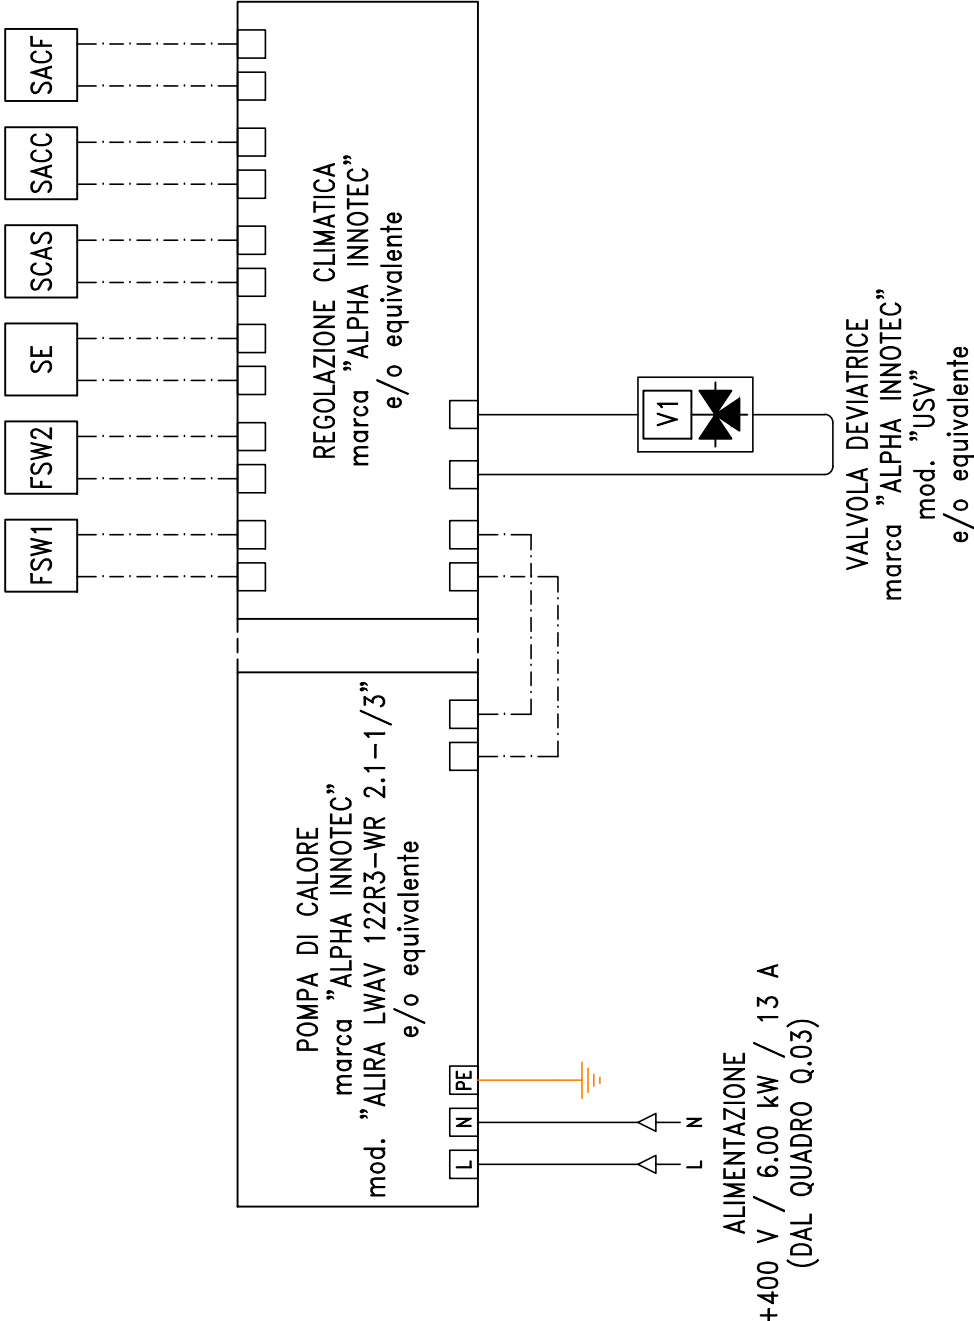 POMPA DI CALORE
marca "ALPHA INNOTEC"
mod. "ALIRA LWAV 122R3-WR 2.1-1/3"
e/o equivalente
REGOLAZIONE CLIMATICA
marca "ALPHA INNOTEC"
e/o equivalente
FSW1
FSW2
SE
SCAS
SACC
SACF
L
N
PE
L
N
ALIMENTAZIONE
+400 V / 6.00 kW / 13 A
(DAL QUADRO Q.03)
V1
VALVOLA DEVIATRICE
marca "ALPHA INNOTEC"
mod. "USV"
e/o equivalente